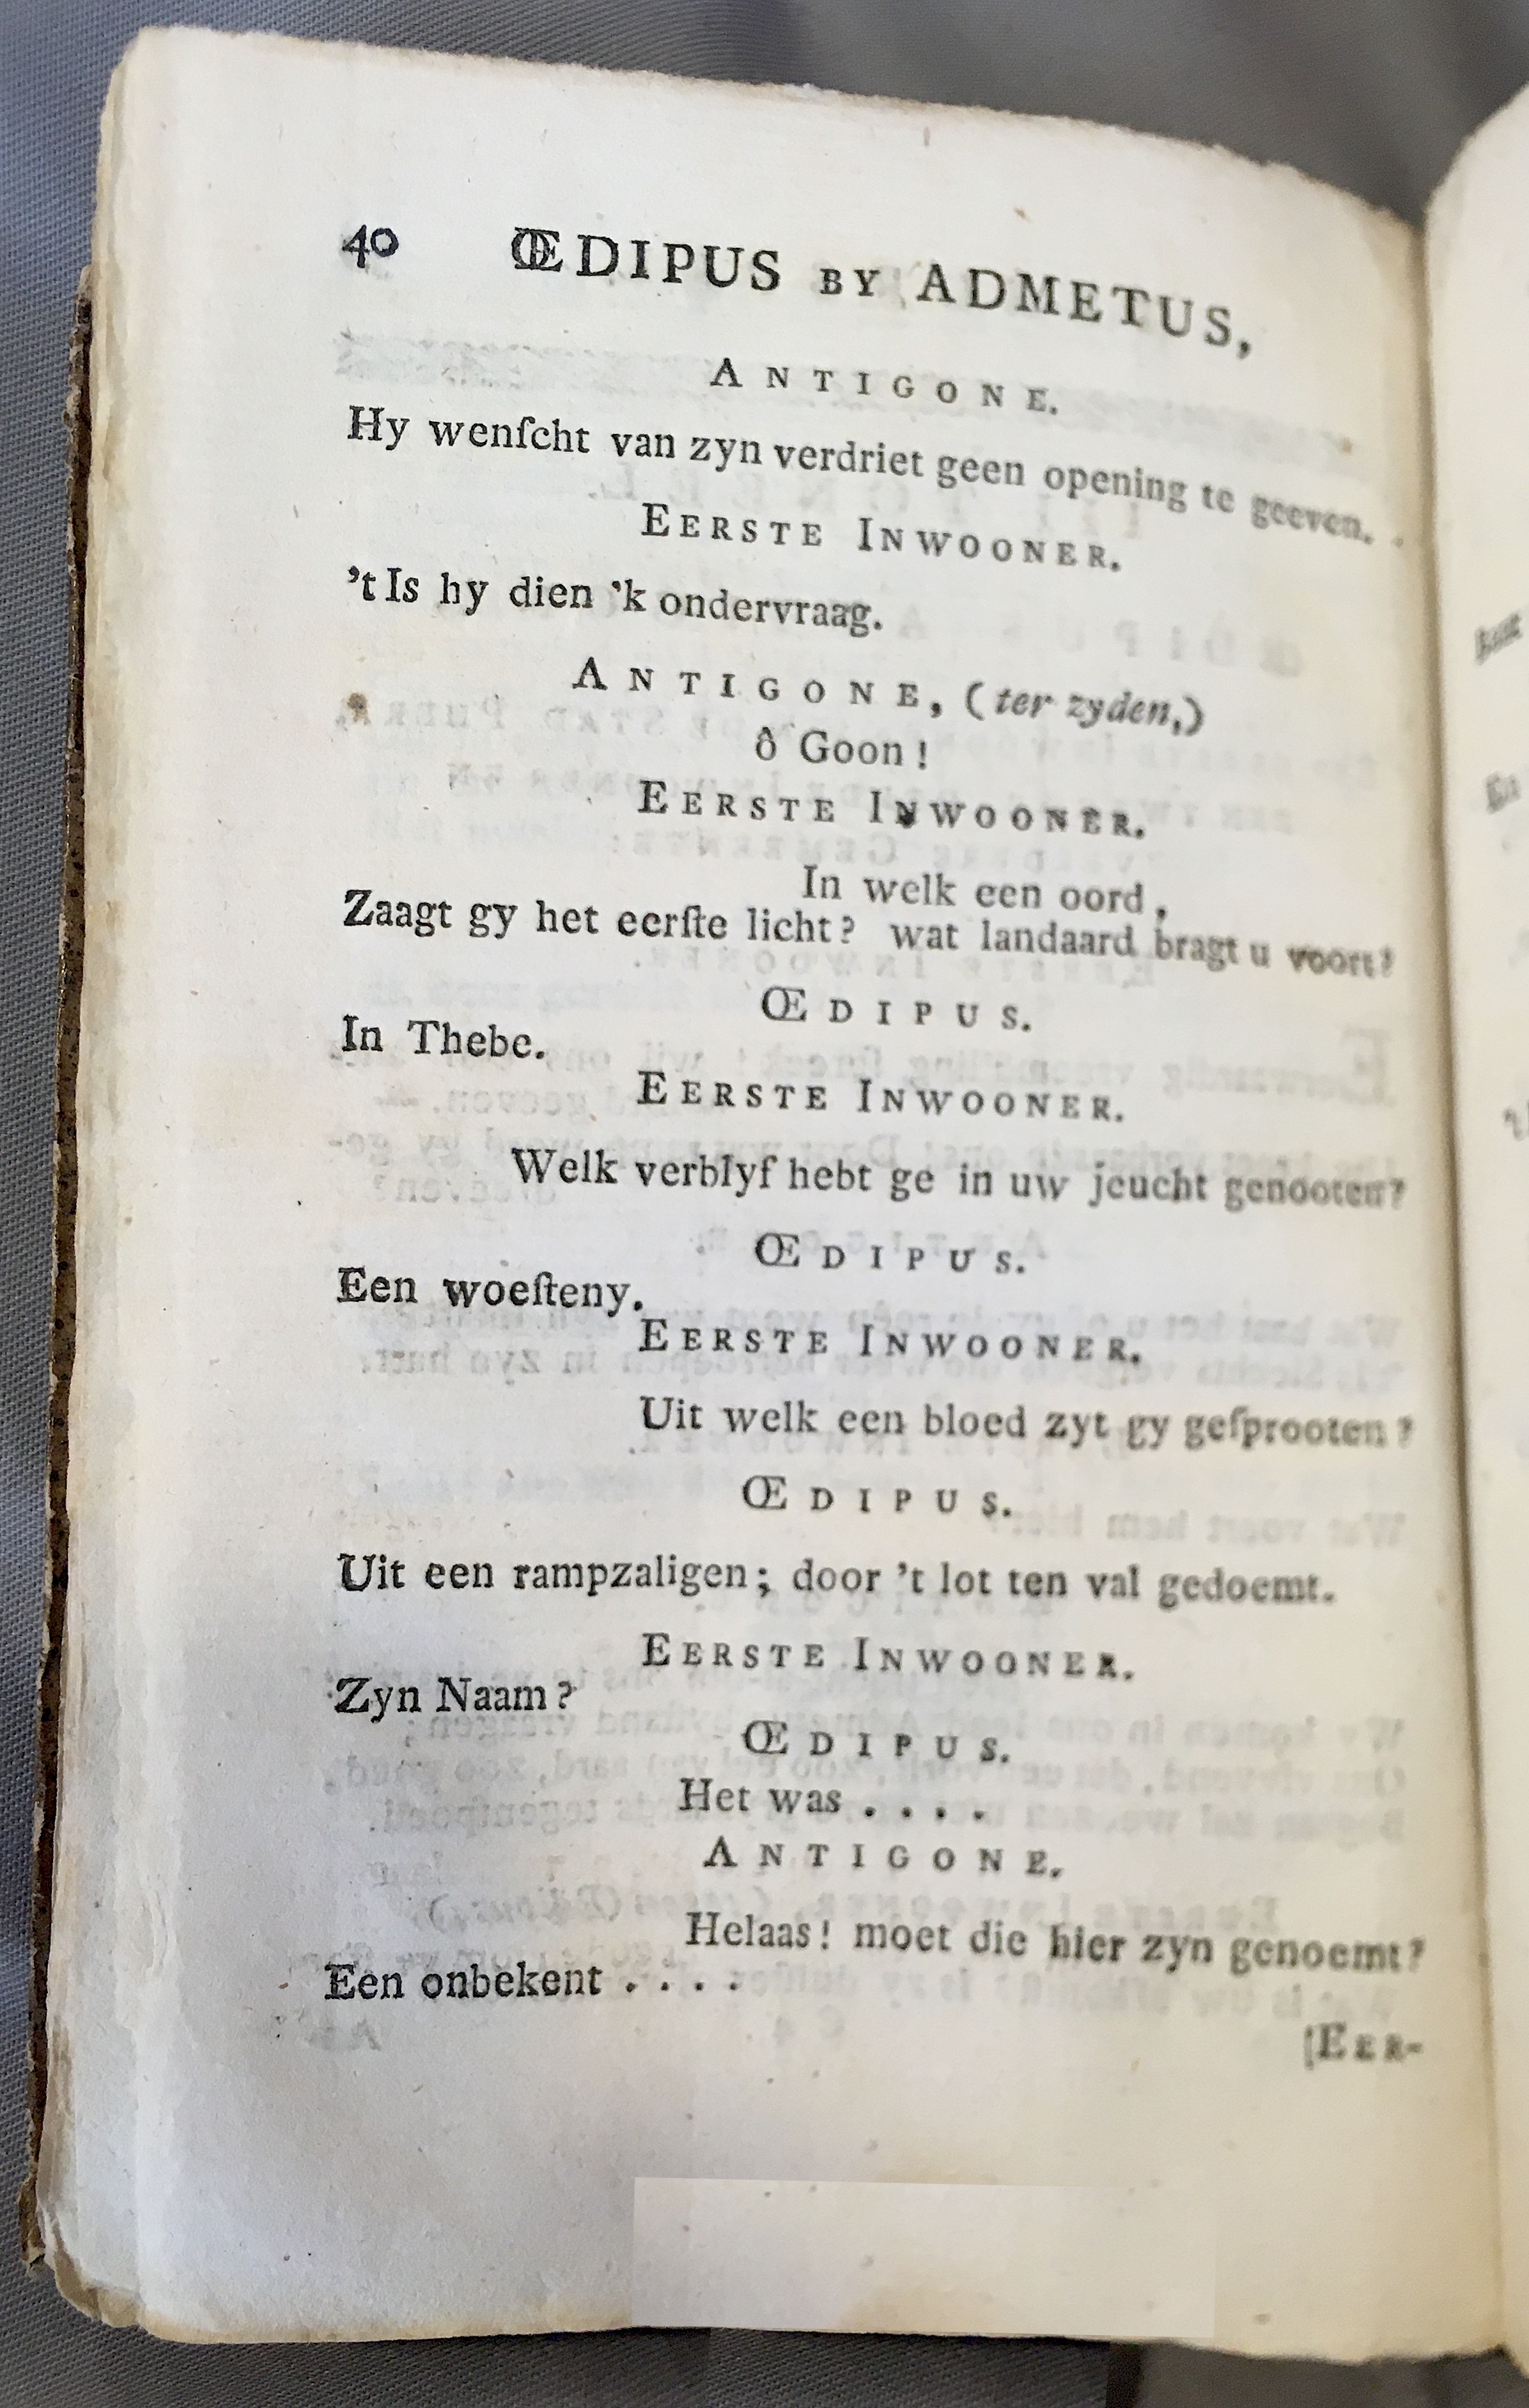 40 ŒDIPUS BY ADMETUS,
ANTIGONE.
Hy wenſcht van zyn verdriet geen opening te geeven.
EERSTE INWOONER.
't Is hy dien 'k ondervraag.
ANTIGONE, (ter zyden,)
ô Goon!
EERSTE INWOONER.
In welk een oord,
Zaagt gy het eerſte licht? wat landaard bragt u voort?
ŒDIPUS.
In Thebe.
EERSTE INWOONER.
Welk verblyf hebt ge in uw jeucht genooten?
ŒDIPUS.
Een woeſteny.
EERSTE INWOONER.
Uit welk een bloed zyt gy geſprooten?
ŒDIPUS.
Uit een rampzaligen; door 't lot ten val gedoemt.
EERSTE INWOONER.
Zyn Naam?
ŒDIPUS.
Het was . . . .
ANTIGONE.
Helaas! moet die hier zyn genoemt?
Een onbekent . . . .
EER-